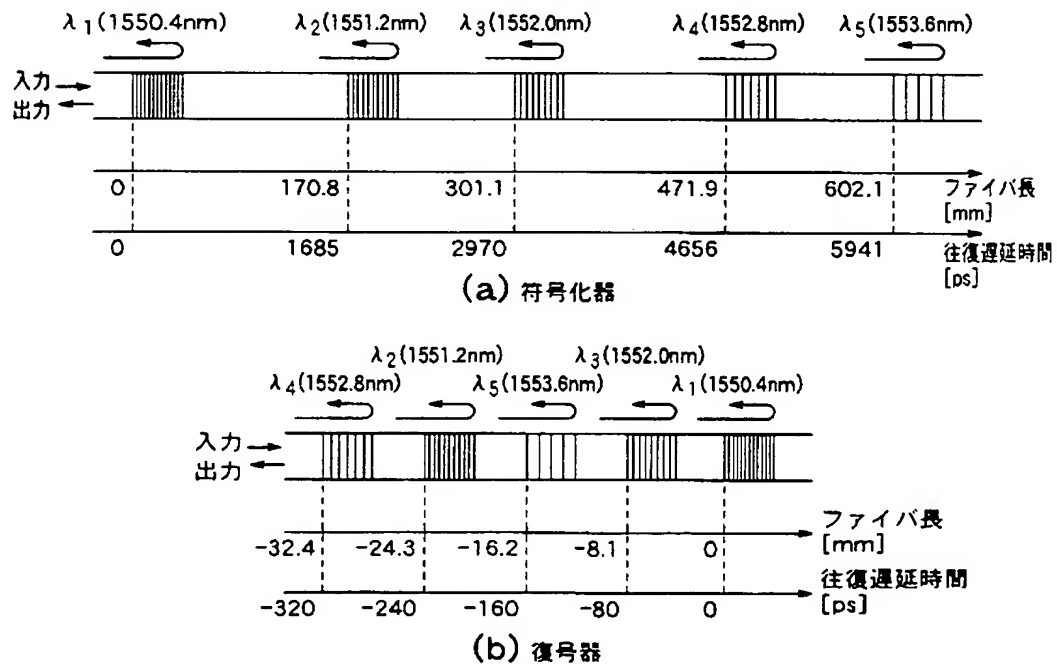 λ1(1550.4nm) λ2(1551.2nm) λ3(1552.0nm) λ4(1552.8nm) λ5(1553.6nm)
入力
出力
0 170.8 301.1 471.9 602.1 ファイバ長
[mm]
0 1685 2970 4656 5941 往復遅延時間
[ps]
(a) 符号化器
λ2(1551.2nm) λ3(1552.0nm)
λ4(1552.8nm) λ5(1553.6nm) λ1(1550.4nm)
入力
出力
ファイバ長
-32.4 -24.3 -16.2 -8.1 0 [mm]
往復遅延時間
-320 -240 -160 -80 0 [ps]
(b) 復号器